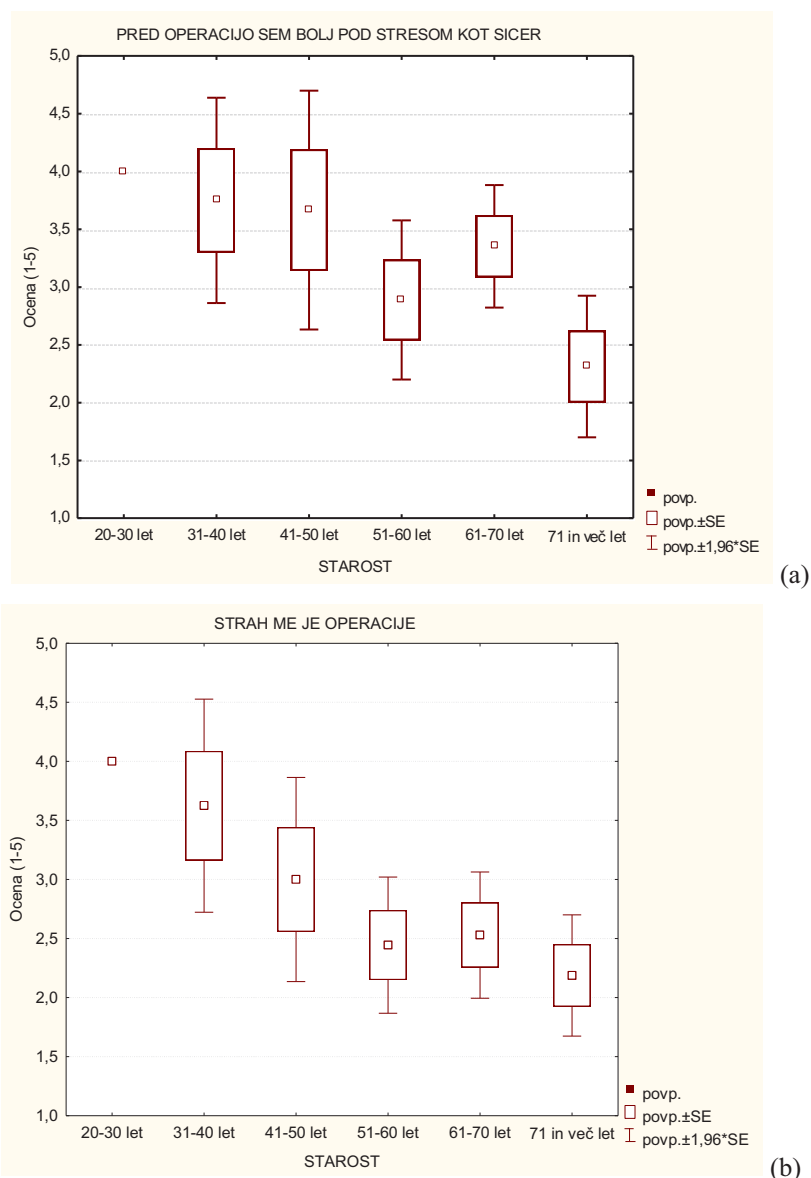 PRED OPERACIJO SEM BOLJ POD STRESOM KOT SICER
5,0
4,5
4,0
3,5
3,0
2,5
2,0
1,5
1,0
Ocena (1-5)
20-30 let 31-40 let 41-50 let 51-60 let 61-70 let 71 in več let
STAROST
povp.
povp.±SE
povp.±1,96*SE
(a)
STRAH ME JE OPERACIJE
5,0
4,5
4,0
3,5
3,0
2,5
2,0
1,5
1,0
Ocena (1-5)
20-30 let 31-40 let 41-50 let 51-60 let 61-70 let 71 in več let
STAROST
povp.
povp.±SE
povp.±1,96*SE
(b)